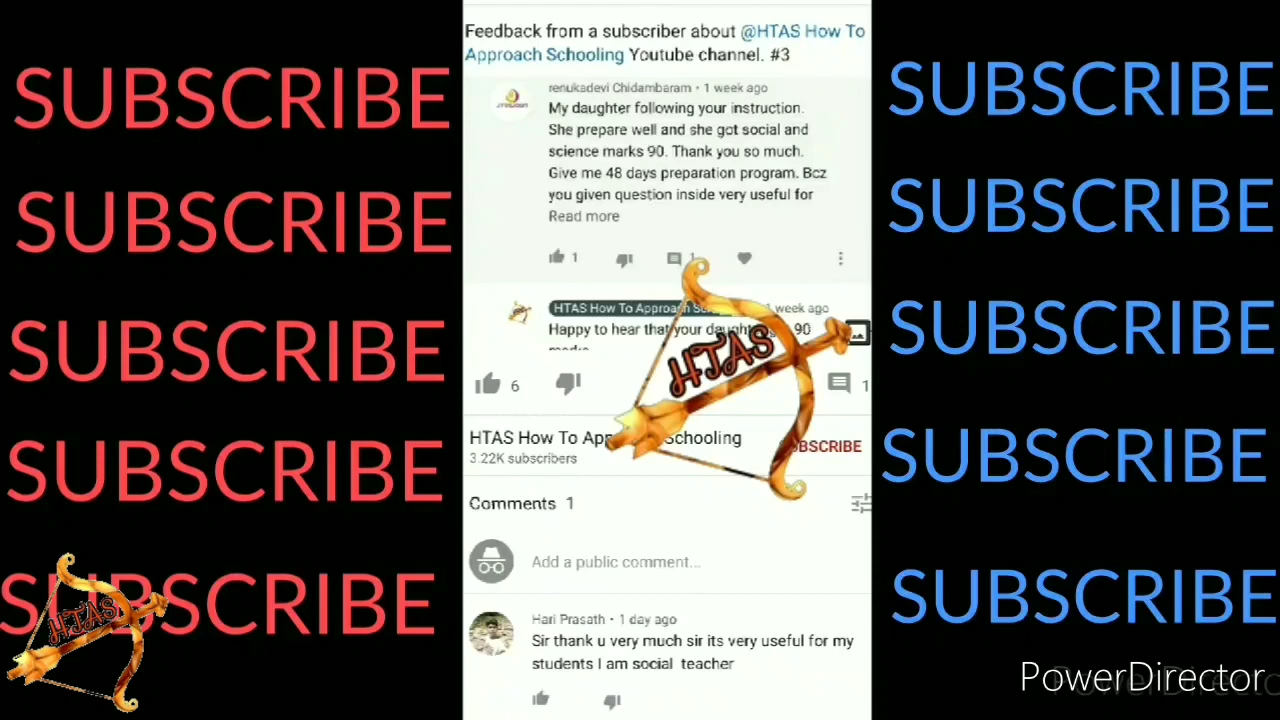 SUBSCRIBE
SUBSCRIBE
SUBSCRIBE
SUBSCRIBE
SUBSCRIBE
HTAS
Feedback from a subscriber about @HTAS How To
Approach Schooling Youtube channel. #3
renukadevi Chidambaram • 1 week ago
My daughter following your instruction.
She prepare well and she got social and
science marks 90. Thank you so much.
Give me 48 days preparation program. Bcz
you given question inside very useful for
Read more
1 1
HTAS How To Approach 1 week ago
Happy to hear that your 90
HTAS
6 1
HTAS How To Schooling
3.22K subscribers
Comments 1
Add a public comment...
Hari Prasath • 1 day ago
Sir thank u very much sir its very useful for my
students I am social teacher
SUBSCRIBE
SUBSCRIBE
SUBSCRIBE
SUBSCRIBE
SUBSCRIBE
PowerDirector